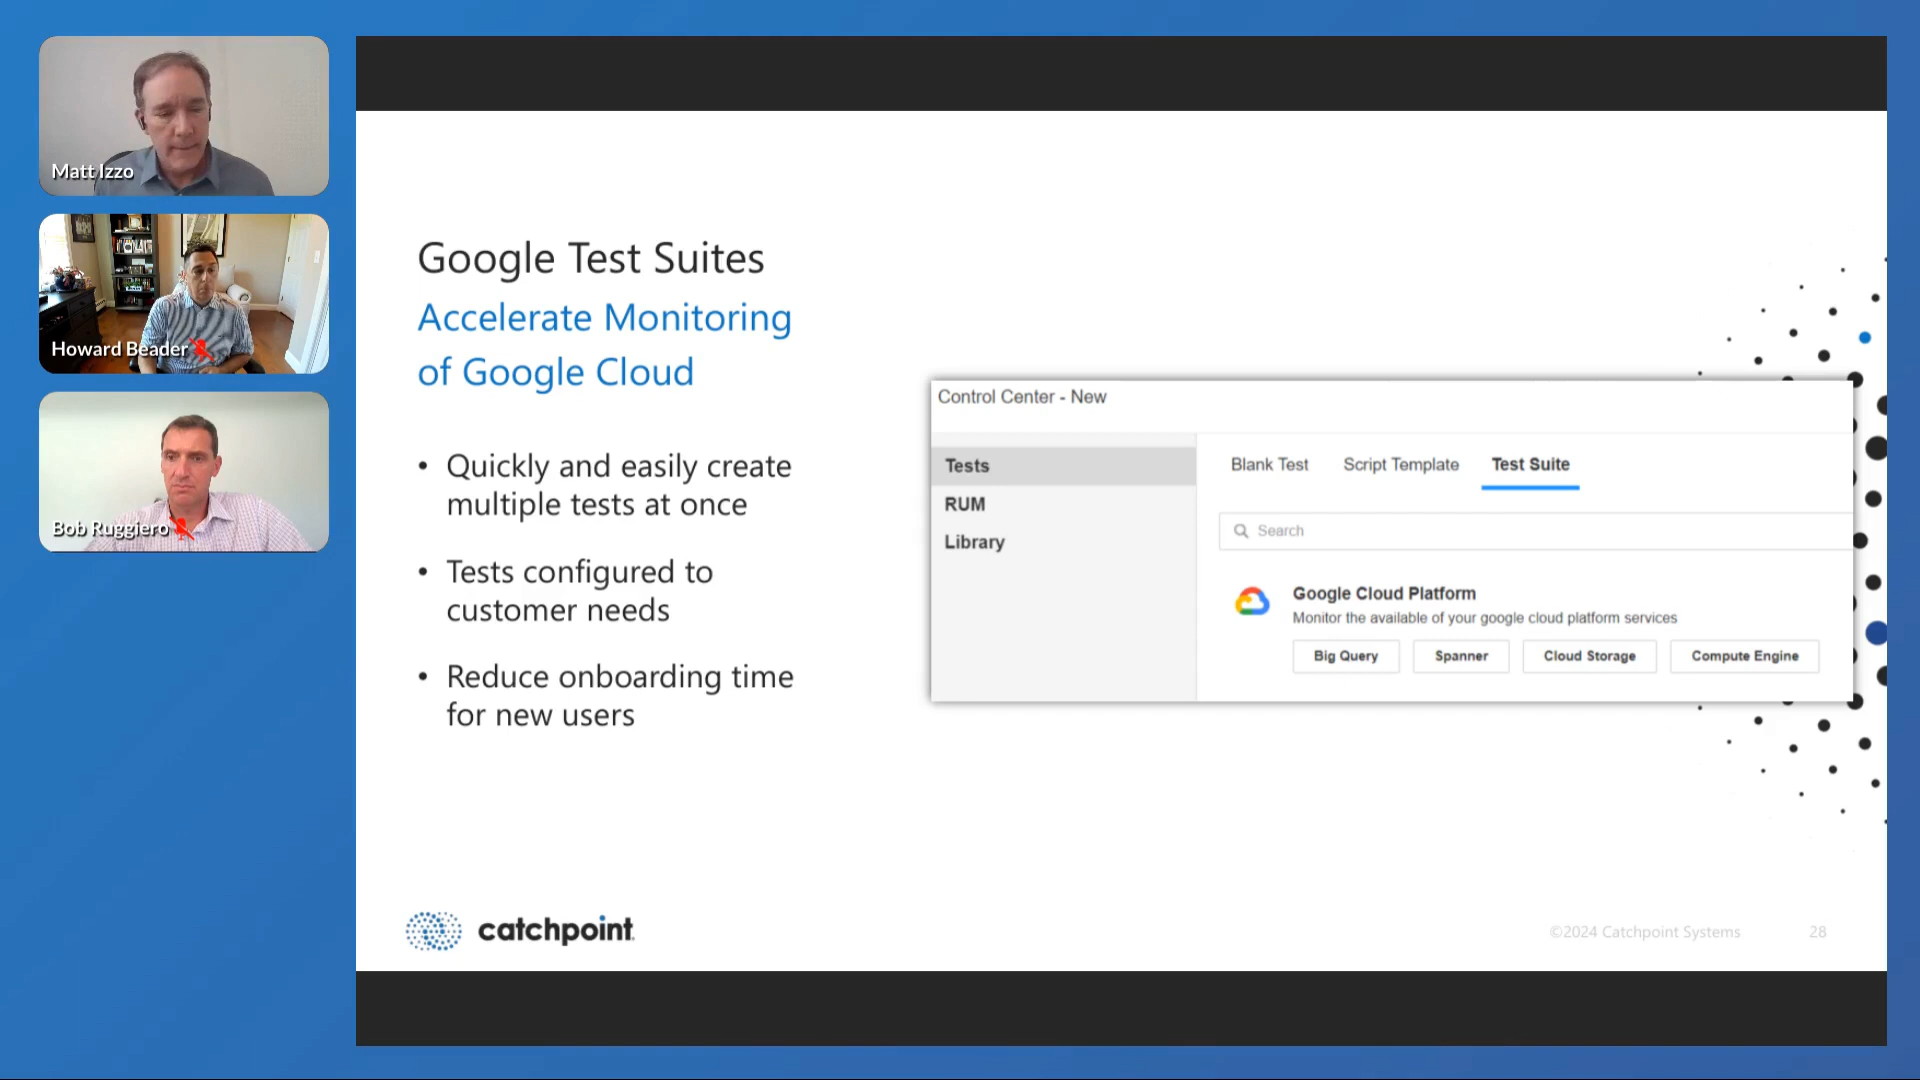 Matt Izzo
Howard Beader
Bob Ruggiero
Google Test Suites
Accelerate Monitoring
of Google Cloud
• Quickly and easily create
multiple tests at once
• Tests configured to
customer needs
• Reduce onboarding time
for new users
Control Center - New
Tests
RUM
Library
Blank Test
Script Template
Test Suite
Search
Google Cloud Platform
Monitor the available of your google cloud platform services
Big Query
Spanner
Cloud Storage
Compute Engine
catchpoint
©2024 Catchpoint Systems
28